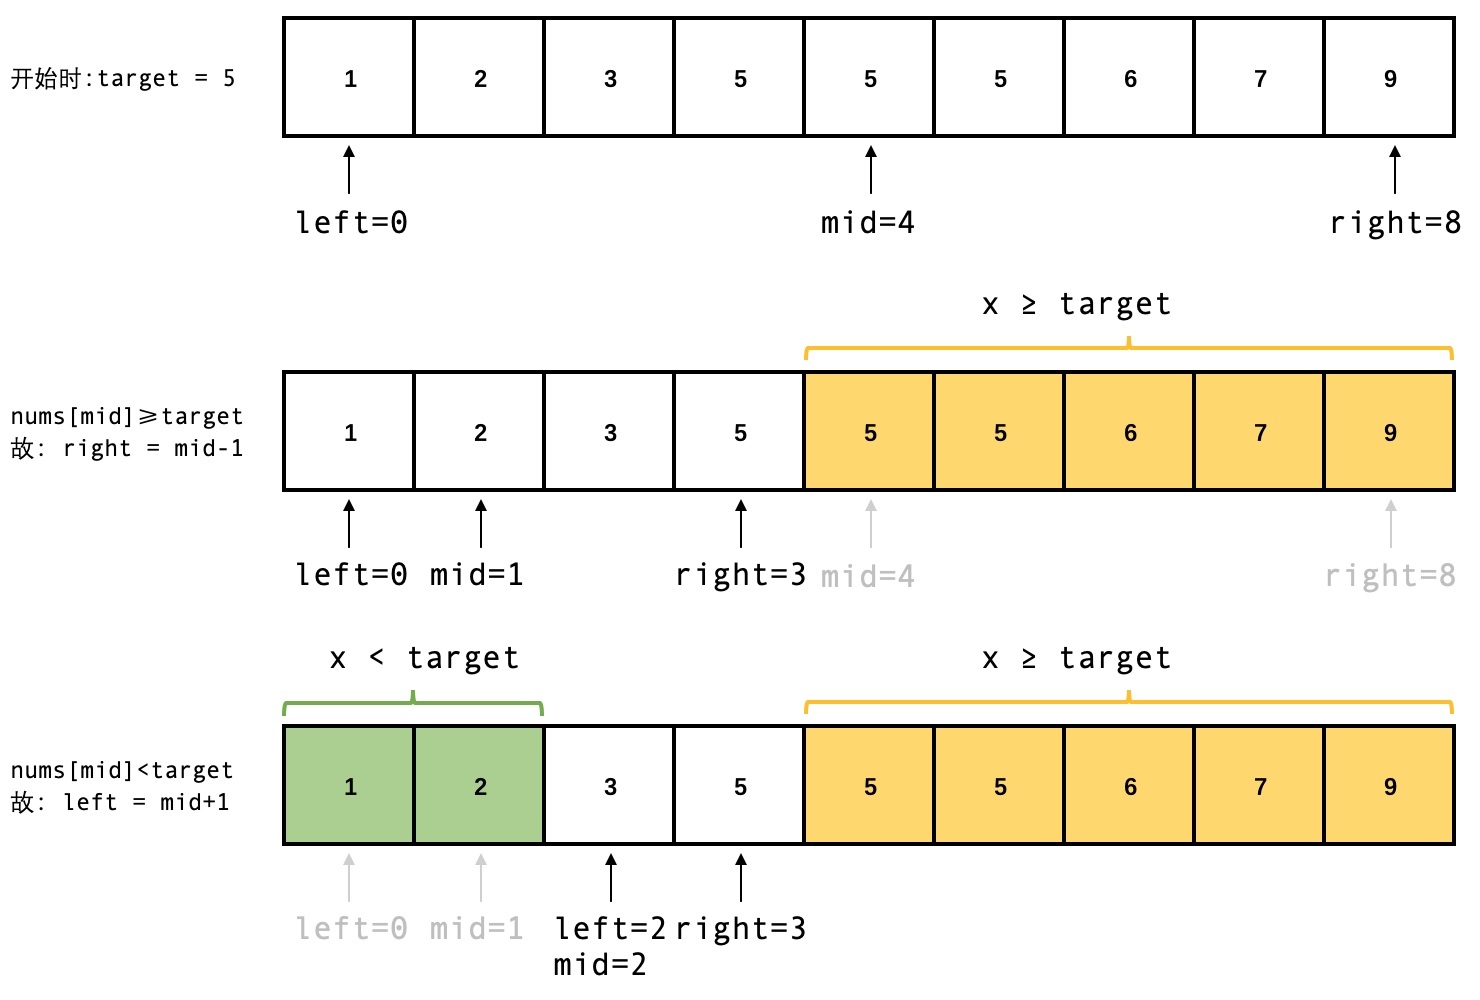 开始时:target = 5
1 2 3 5 5 5 6 7 9
left=0 mid=4 right=8
x ≥ target
nums[mid]⩾target
故: right = mid-1
1 2 3 5 5 5 6 7 9
left=0 mid=1 right=3 mid=4 right=8
x < target x ≥ target
nums[mid]<target
故: left = mid+1
1 2 3 5 5 5 6 7 9
left=0 mid=1 left=2 right=3
mid=2